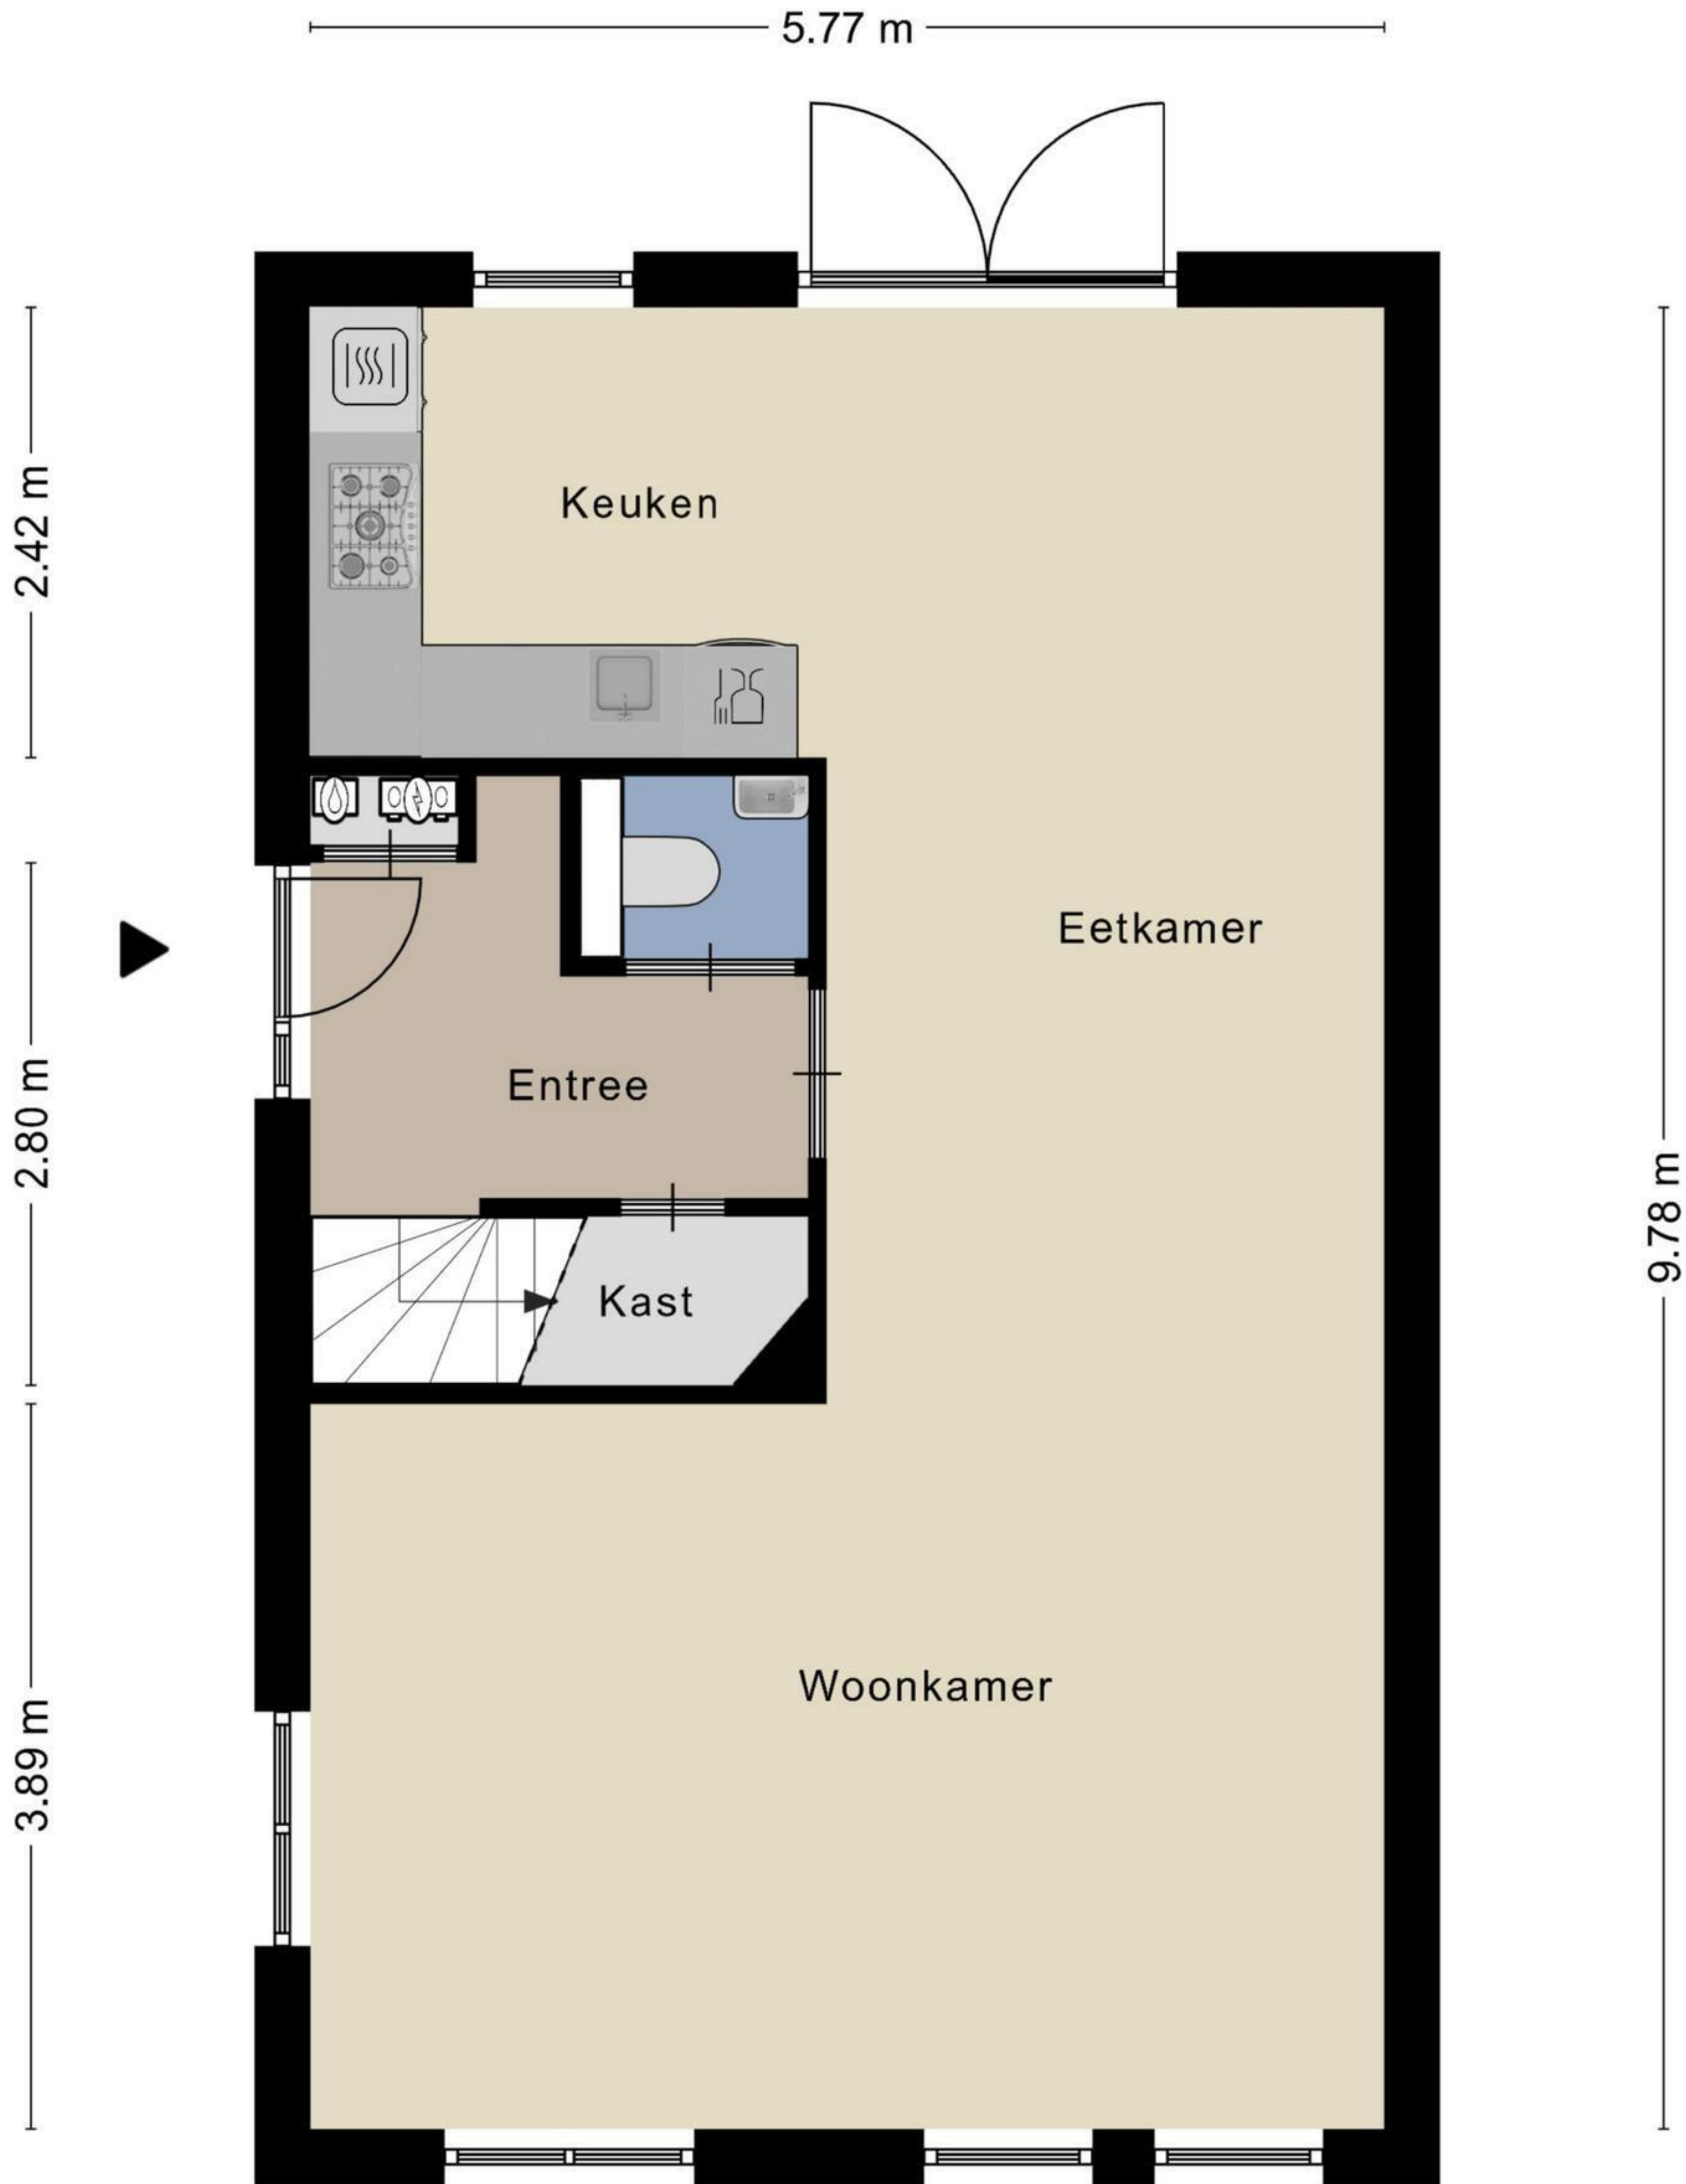 5.77 m
Keuken
2.42 m
Eetkamer
Entree
2.80 m
9.78 m
Kast
Woonkamer
3.89 m